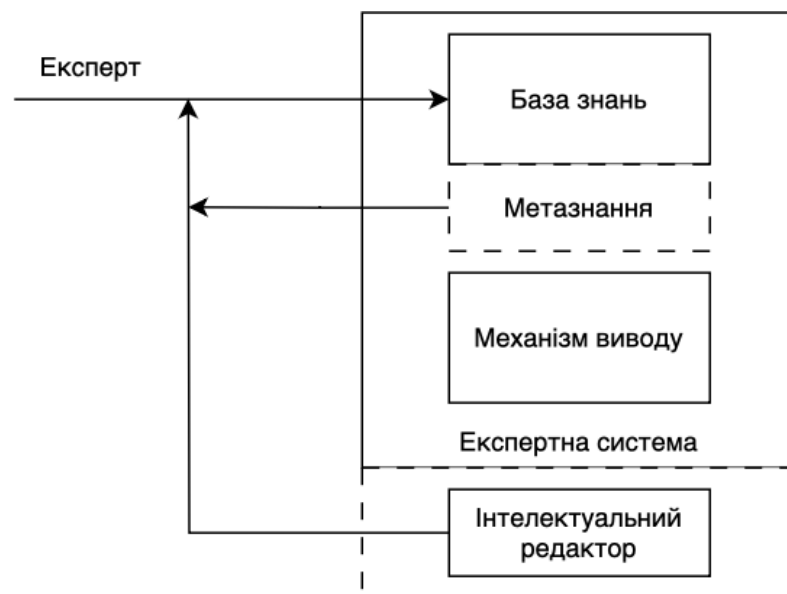 Експерт
База знань
Метазнання
Механізм виводу
Експертна система
Інтелектуальний
редактор